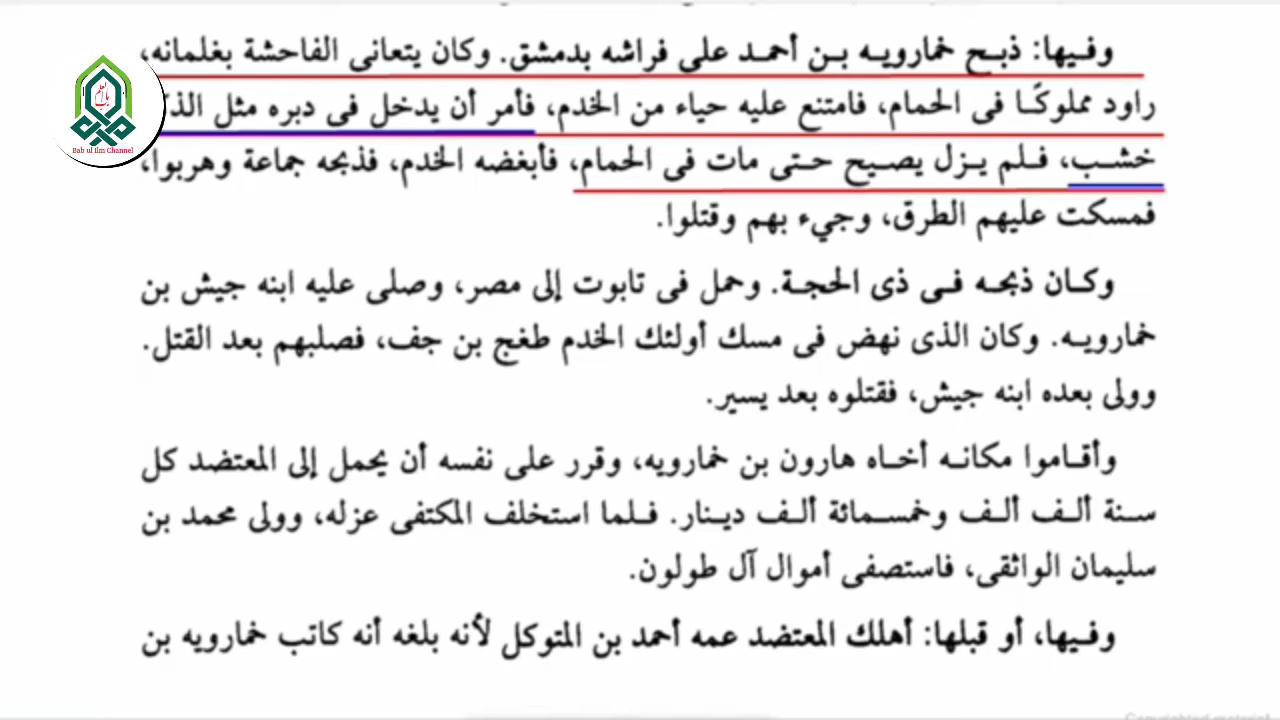 وفيها: ذبح خمارويه بن أحمد على فراشه بدمشق. وكان يتعانى الفاحشة بغلمانه،
راود مملوكًا فى الحمام، فامتنع عليه حياء من الخدم، فأمر أن يدخل فى دبره مثل
خشب، فلم يزل يصيح حتى مات فى الحمام، فأبغضه الخدم، فذبحه جماعة وهربوا،
فمسكت عليهم الطرق، وجيء بهم وقتلوا.
وكان ذبحه فى ذى الحجة. وحمل فى تابوت إلى مصر، وصلى عليه ابنه جيش بن
خمارويه. وكان الذى نهض فى مسك أولئك الخدم طغج بن جف، فصلبهم بعد القتل.
وولى بعده ابنه جيش، فقتلوه بعد يسير.
وأقاموا مكانه أخاه هارون بن خمارويه، وقرر على نفسه أن يحمل إلى المعتضد كل
سنة ألف ألف وخمسمائة ألف دينار. فلما استخلف المكتفى عزله، وولى محمد بن
سليمان الواثقى، فاستصفى أموال آل طولون.
وفيها، أو قبلها: أهلك المعتضد عمه أحمد بن المتوكل لأنه بلغه أنه كاتب خمارويه بن
Bab ul Ilm Channel